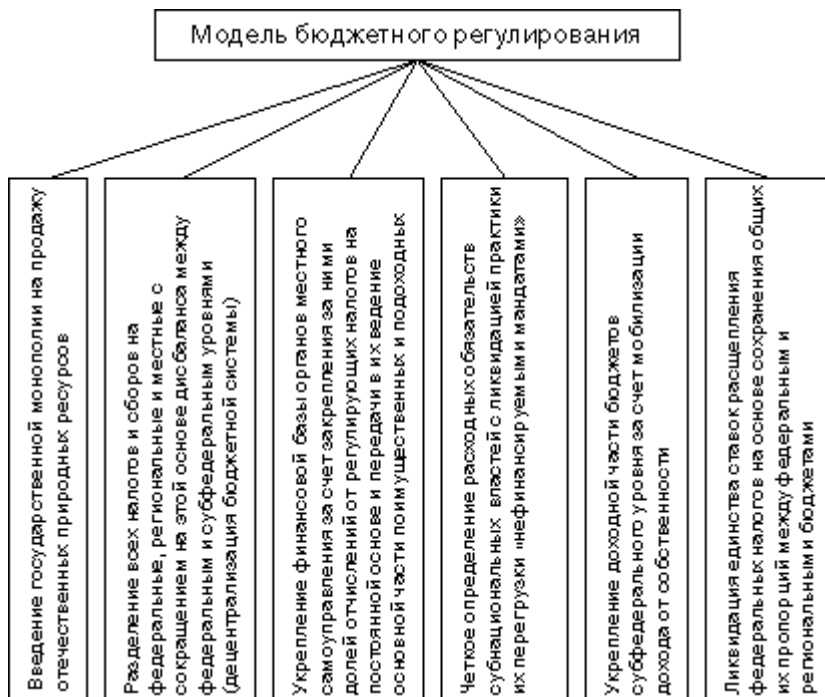 Модель бюджетного регулирования
Введение государственной монополии на продажу
отечественных природных ресурсов
Разделение всех налогов и сборов на
федеральные, региональные и местные с
сокращением на этой основе дисбаланса между
федеральным и субфедеральным уровнями
(децентрализация бюджетной системы)
Укрепление финансовой базы органов местного
самоуправления за счет закрепления за ними
долей отчислений от регулирующих налогов на
постоянной основе и передачи в их ведение
основной части поимущественных и подоходных
Четкое определение расходных обязательств
субнациональных властей с ликвидацией практики
их перегрузки «нефинансируемыми мандатами»
Укрепление доходной части бюджетов
субфедерального уровня за счет мобилизации
дохода от собственности
Ликвидация единства ставок расщепления
федеральных налогов на основе сохранения общих
их пропорций между федеральным и
региональными бюджетами